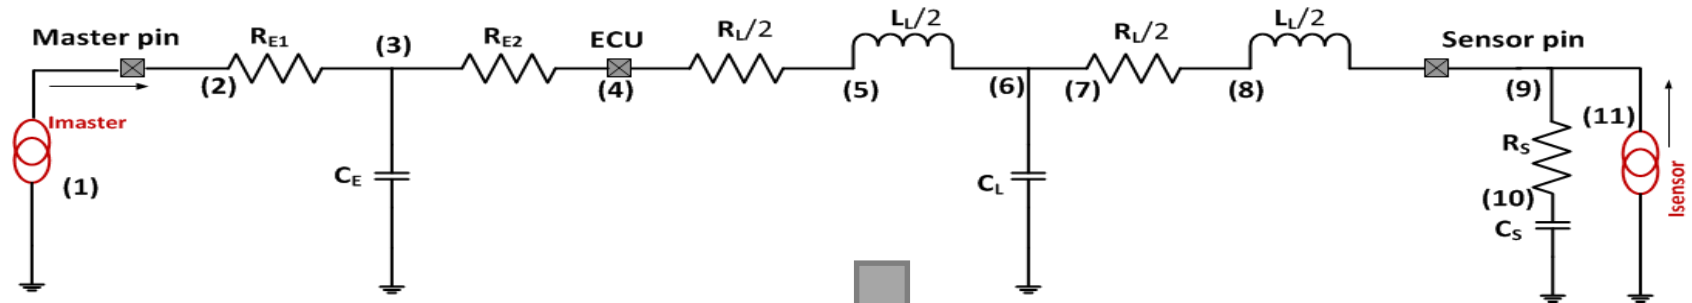 Master pin
R_E1
(3)
R_E2
ECU
R_L/2
L_L/2
R_L/2
L_L/2
Sensor pin
(2)
(4)
(5)
(6)
(7)
(8)
(9)
Imaster
(11)
R_S
C_E
C_L
(1)
(10)
C_S
Isensor